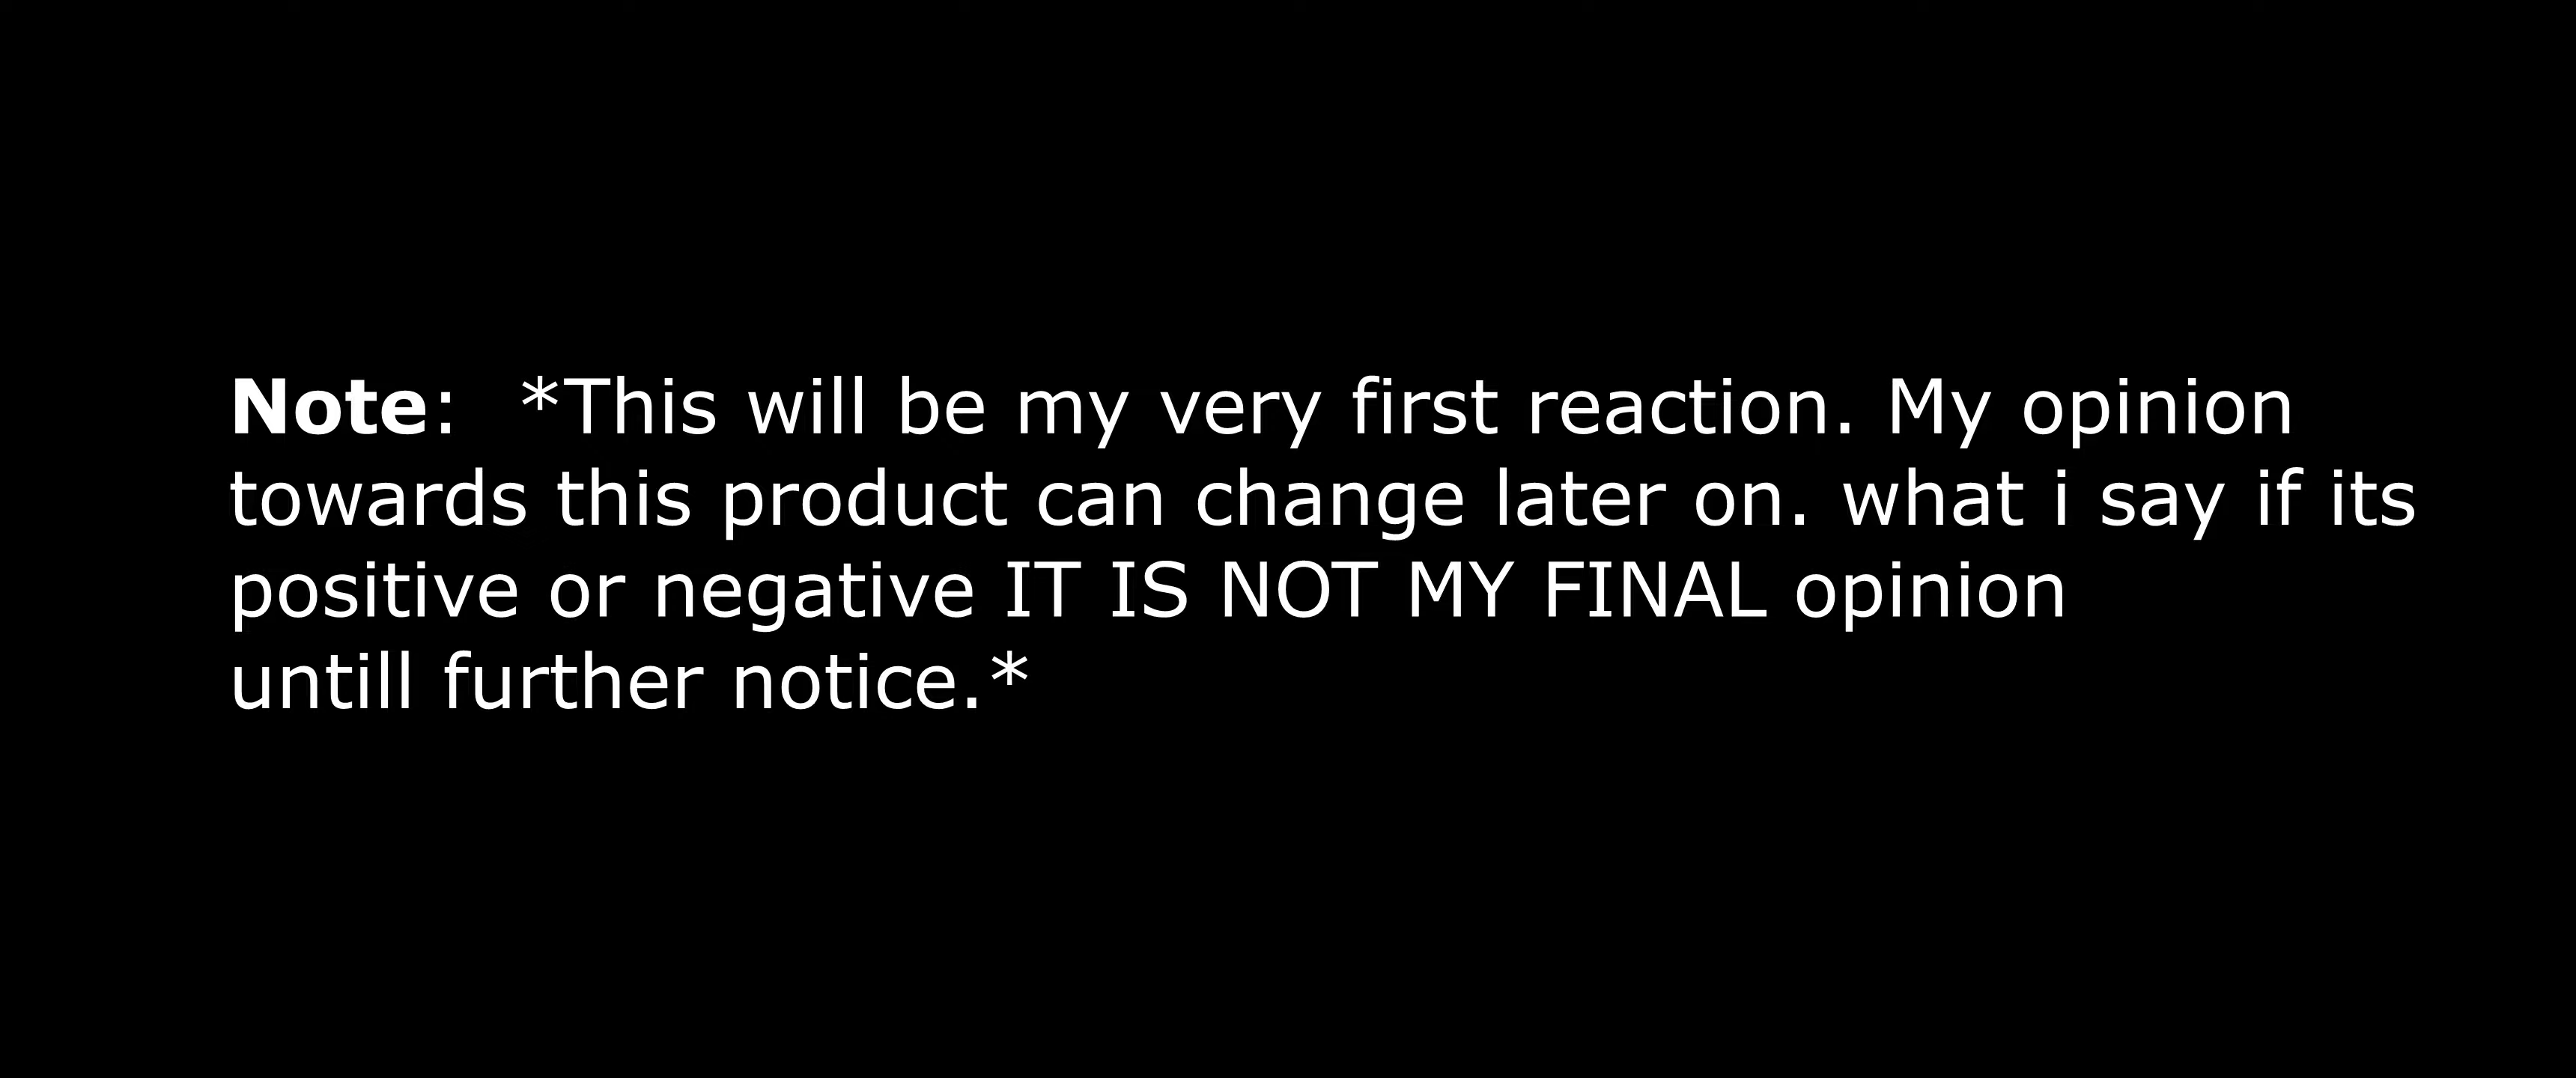 Note:  *This will be my very first reaction. My opinion
towards this product can change later on. what i say if its
positive or negative IT IS NOT MY FINAL opinion
untill further notice.*